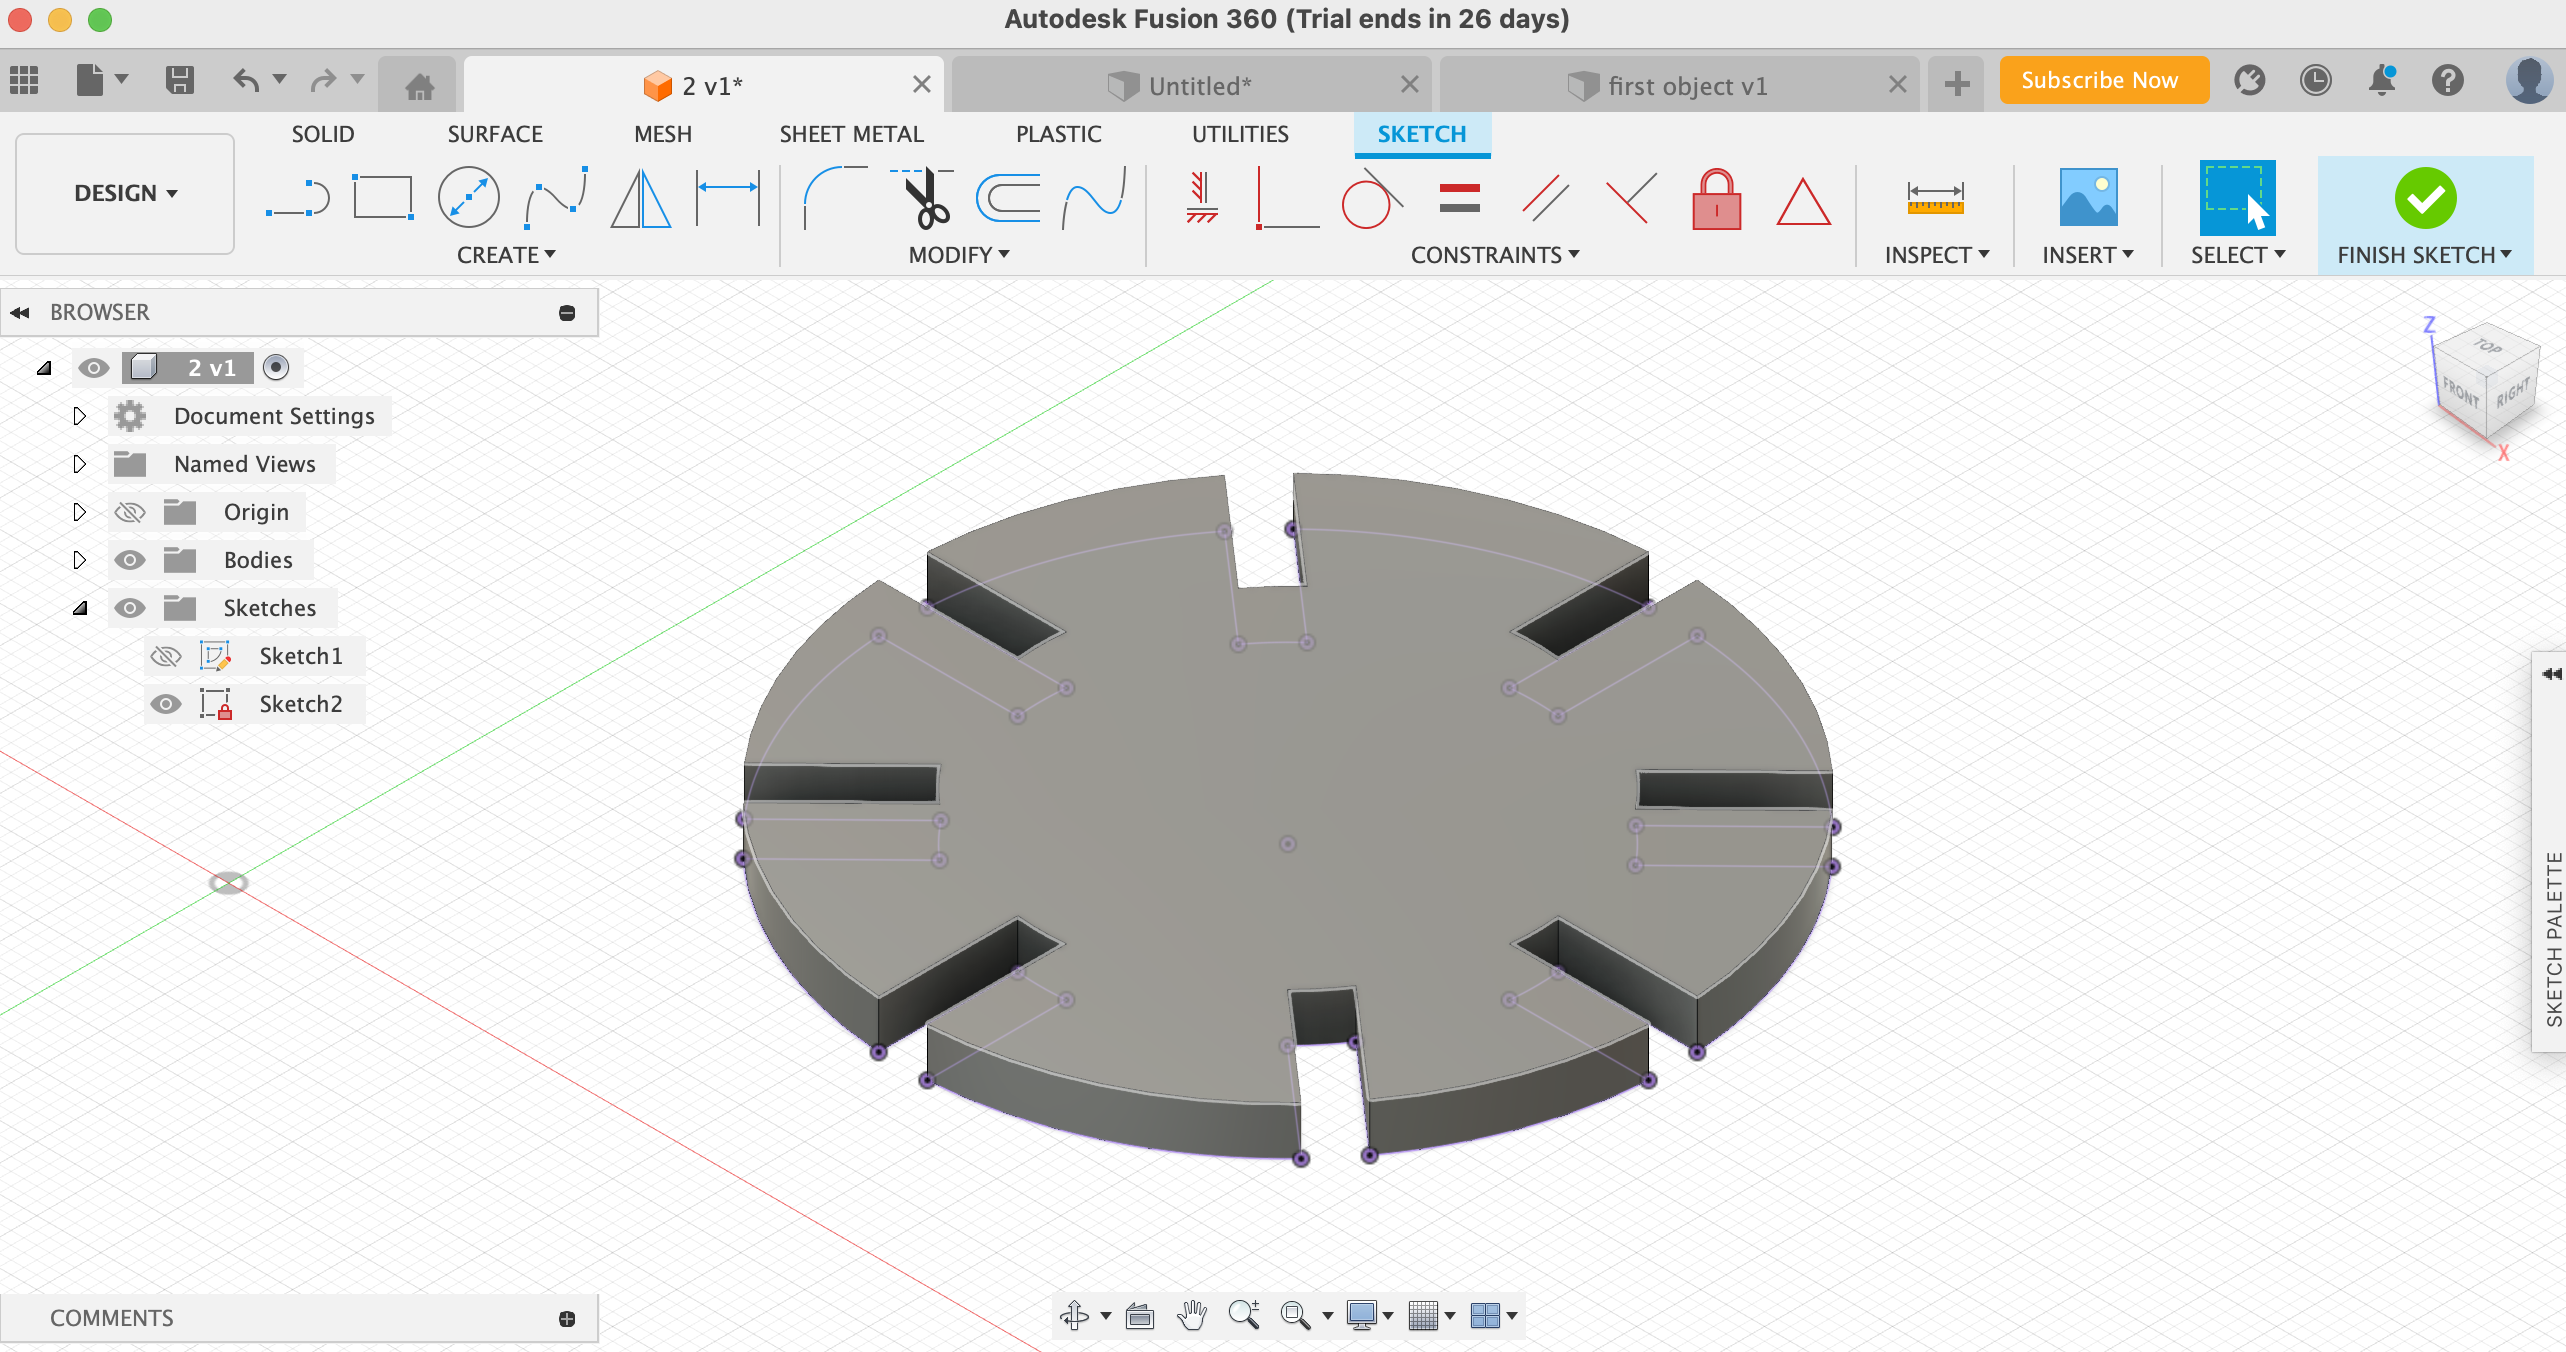 Autodesk Fusion 360 (Trial ends in 26 days)
2 v1*
Untitled*
first object v1
Subscribe Now
SOLID
SURFACE
MESH
SHEET METAL
PLASTIC
UTILITIES
SKETCH
DESIGN
CREATE
MODIFY
CONSTRAINTS
INSPECT
INSERT
SELECT
FINISH SKETCH
BROWSER
2 v1
Document Settings
Named Views
Origin
Bodies
Sketches
Sketch1
Sketch2
Z
TOP
FRONT
RIGHT
X
SKETCH PALETTE
COMMENTS